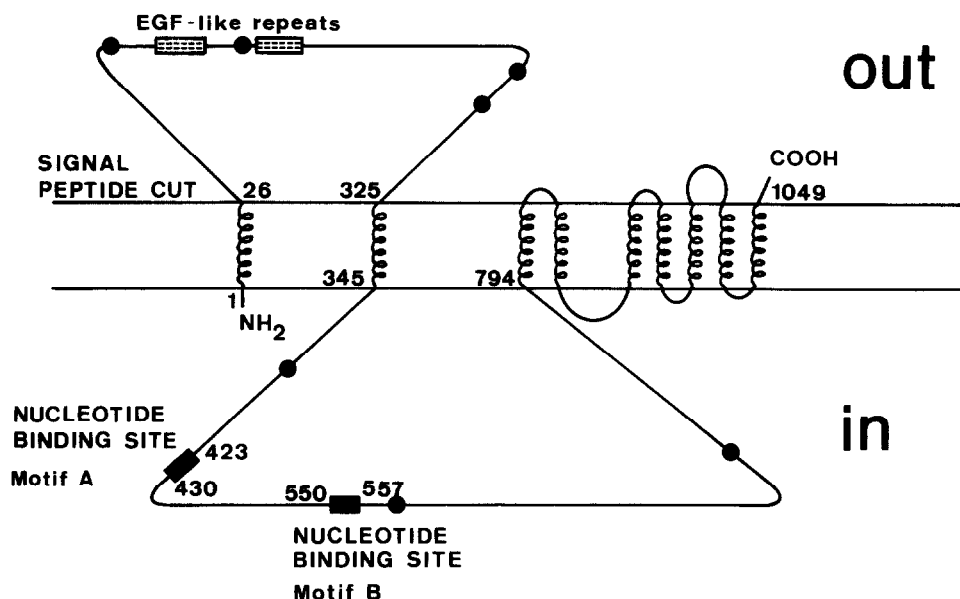 EGF-like repeats
out
SIGNAL
PEPTIDE CUT
26
325
COOH
1049
345
794
1
NH2
in
NUCLEOTIDE
BINDING SITE
Motif A
423
430
550
557
NUCLEOTIDE
BINDING SITE
Motif B